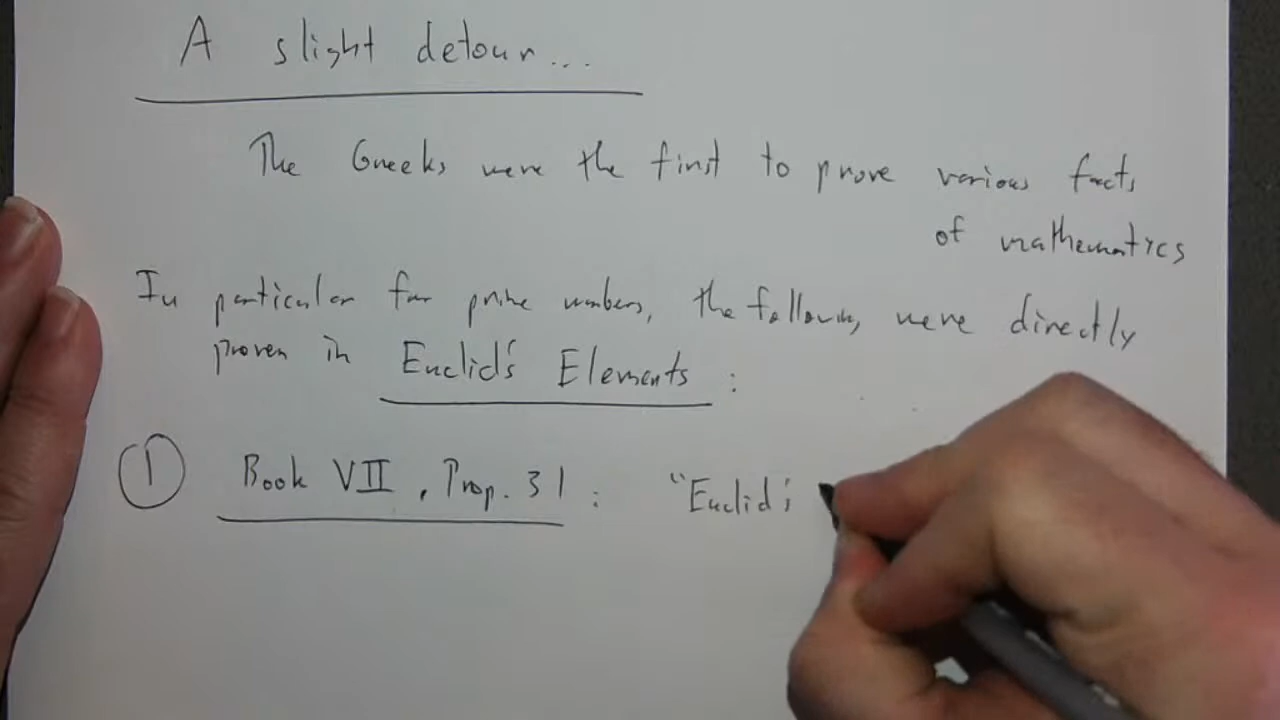 A slight detour...
The Greeks were the first to prove various facts
of mathematics
In particular for prime numbers, the following were directly
proven in Euclid's Elements :
① Book VII, Prop. 31 : "Euclid's